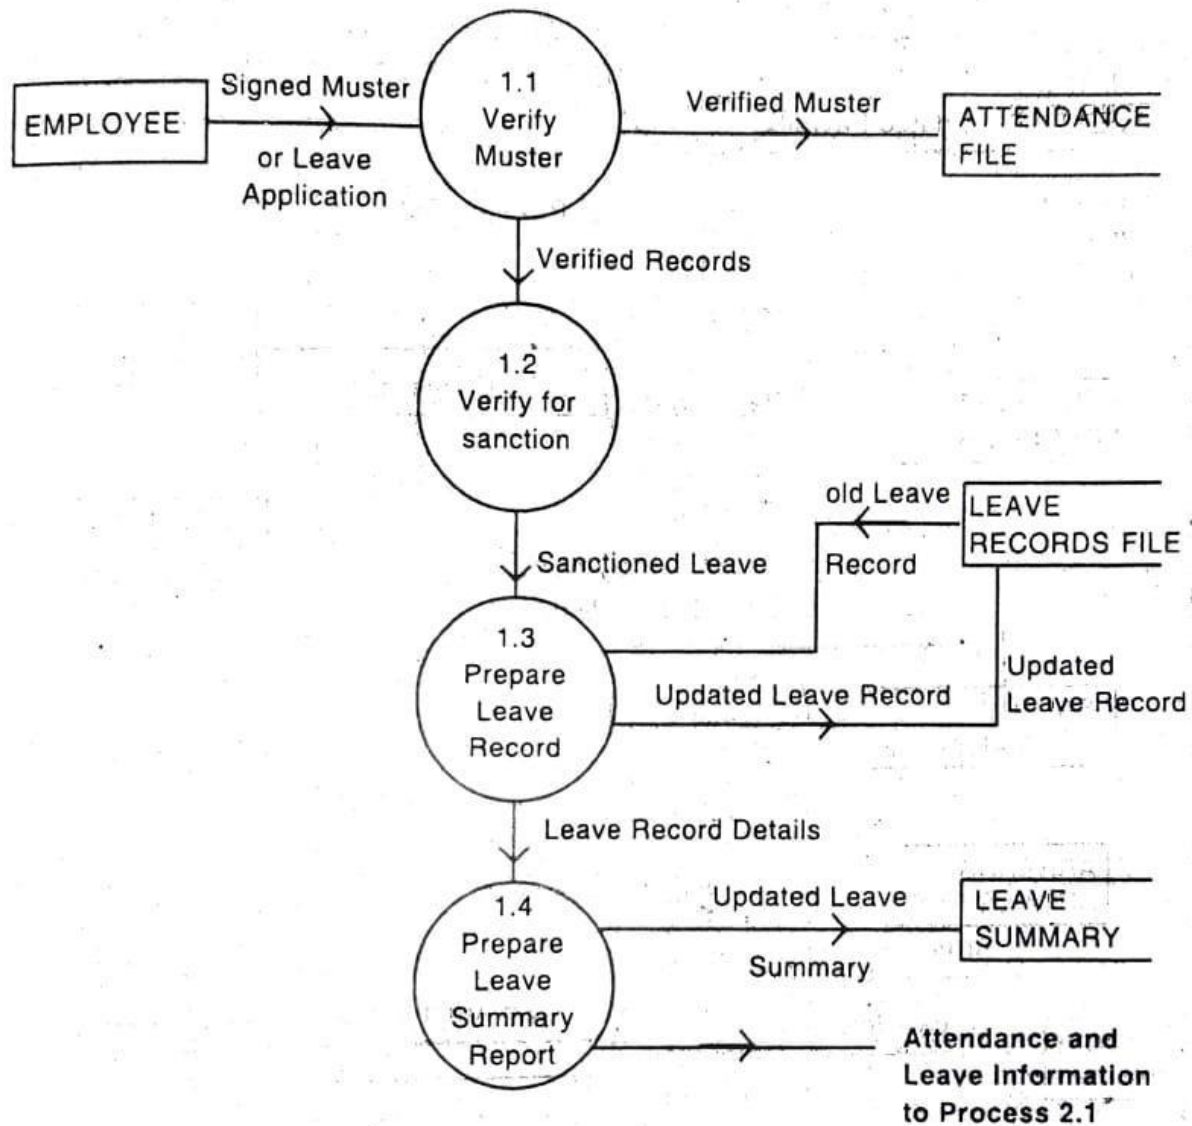 EMPLOYEE
Signed Muster
or Leave
Application
1.1
Verify
Muster
Verified Muster
ATTENDANCE
FILE
Verified Records
1.2
Verify for
sanction
Sanctioned Leave
old Leave
Record
LEAVE
RECORDS FILE
1.3
Prepare
Leave
Record
Updated Leave Record
Updated
Leave Record
Leave Record Details
1.4
Prepare
Leave
Summary
Report
Updated Leave
Summary
LEAVE
SUMMARY
Attendance and
Leave Information
to Process 2.1